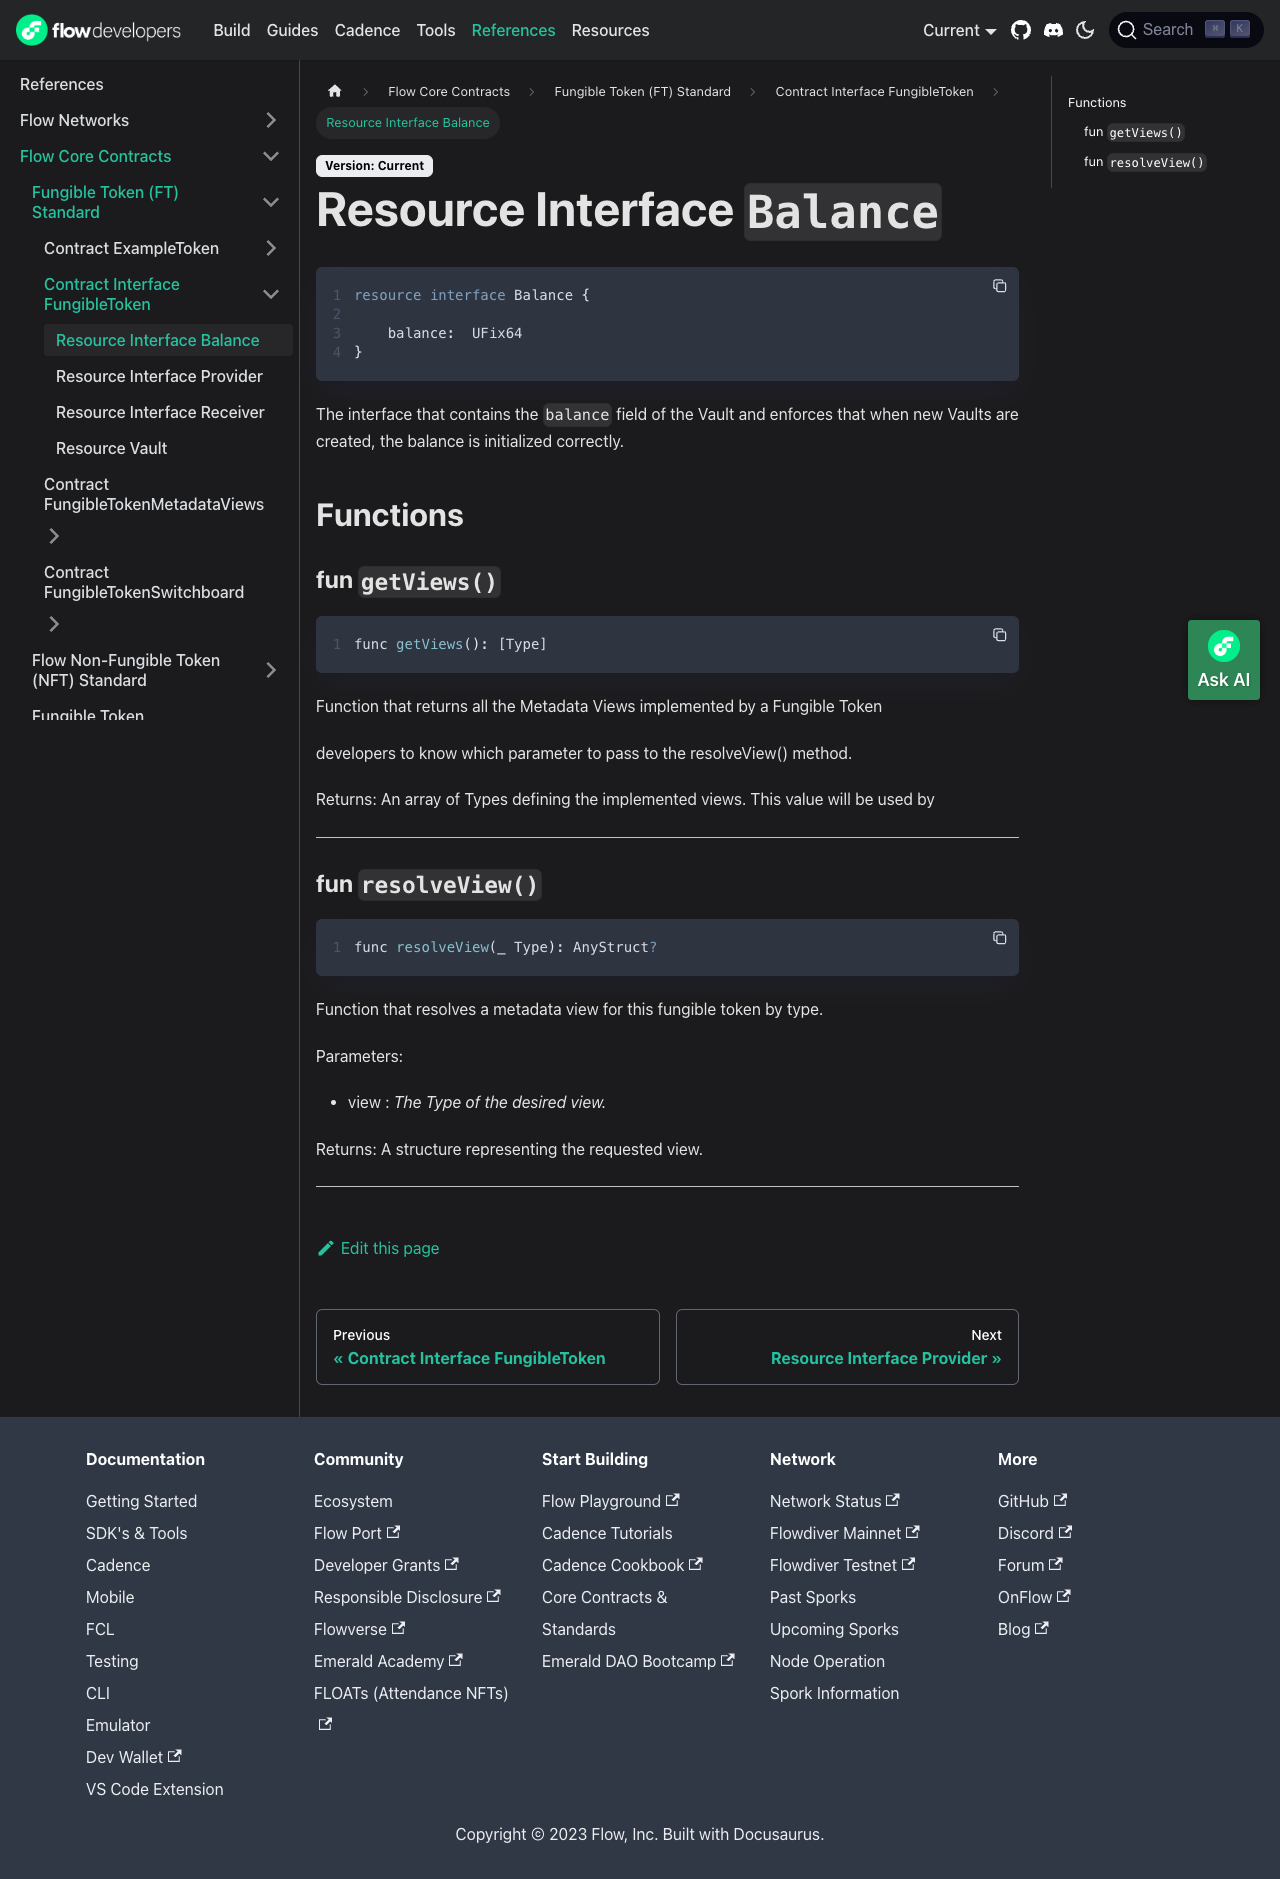 flowdevelopers
Build
Guides
Cadence
Tools
References
Resources
Current
Search
⌘ K
References
Flow Networks
Flow Core Contracts
Fungible Token (FT)
Standard
Contract ExampleToken
Contract Interface
FungibleToken
Resource Interface Balance
Resource Interface Provider
Resource Interface Receiver
Resource Vault
Contract
FungibleTokenMetadataViews
Contract
FungibleTokenSwitchboard
Flow Non-Fungible Token
(NFT) Standard
Fungible Token
Flow Core Contracts
Fungible Token (FT) Standard
Contract Interface FungibleToken
Resource Interface Balance
Version: Current
Resource Interface Balance
1 resource interface Balance {
2
3     balance:  UFix64
4 }
The interface that contains the balance field of the Vault and enforces that when new Vaults are
created, the balance is initialized correctly.
Functions
fun getViews()
1 func getViews(): [Type]
Function that returns all the Metadata Views implemented by a Fungible Token
developers to know which parameter to pass to the resolveView() method.
Returns: An array of Types defining the implemented views. This value will be used by
fun resolveView()
1 func resolveView(_ Type): AnyStruct?
Function that resolves a metadata view for this fungible token by type.
Parameters:
• view : The Type of the desired view.
Returns: A structure representing the requested view.
Edit this page
Previous
« Contract Interface FungibleToken
Next
Resource Interface Provider »
Functions
fun getViews()
fun resolveView()
Ask AI
Documentation
Getting Started
SDK's & Tools
Cadence
Mobile
FCL
Testing
CLI
Emulator
Dev Wallet
VS Code Extension
Community
Ecosystem
Flow Port
Developer Grants
Responsible Disclosure
Flowverse
Emerald Academy
FLOATs (Attendance NFTs)
Start Building
Flow Playground
Cadence Tutorials
Cadence Cookbook
Core Contracts &
Standards
Emerald DAO Bootcamp
Network
Network Status
Flowdiver Mainnet
Flowdiver Testnet
Past Sporks
Upcoming Sporks
Node Operation
Spork Information
More
GitHub
Discord
Forum
OnFlow
Blog
Copyright © 2023 Flow, Inc. Built with Docusaurus.